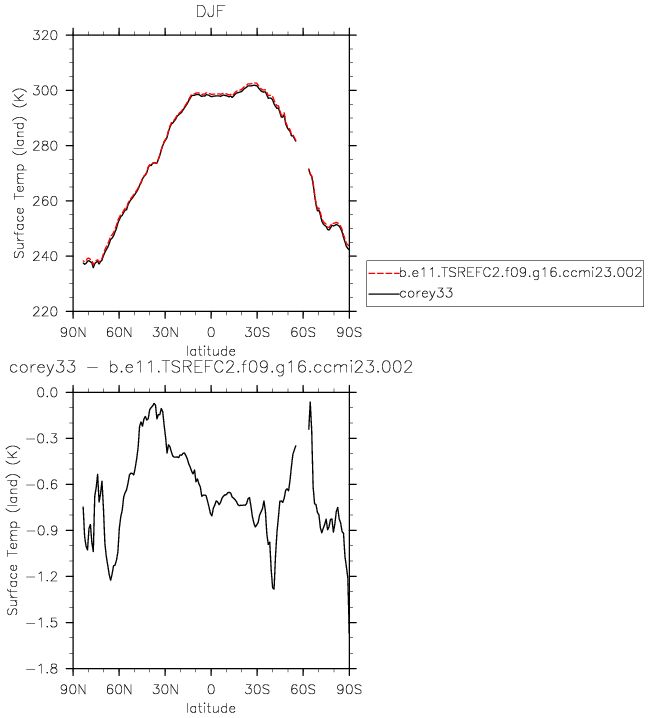 DJF
320
300
280
260
240
220
Surface Temp (land) (K)
90N 60N 30N 0 30S 60S 90S
latitude
b.e11.TSREFC2.f09.g16.ccmi23.002
corey33
corey33 − b.e11.TSREFC2.f09.g16.ccmi23.002
0.0
−0.3
−0.6
−0.9
−1.2
−1.5
−1.8
Surface Temp (land) (K)
90N 60N 30N 0 30S 60S 90S
latitude